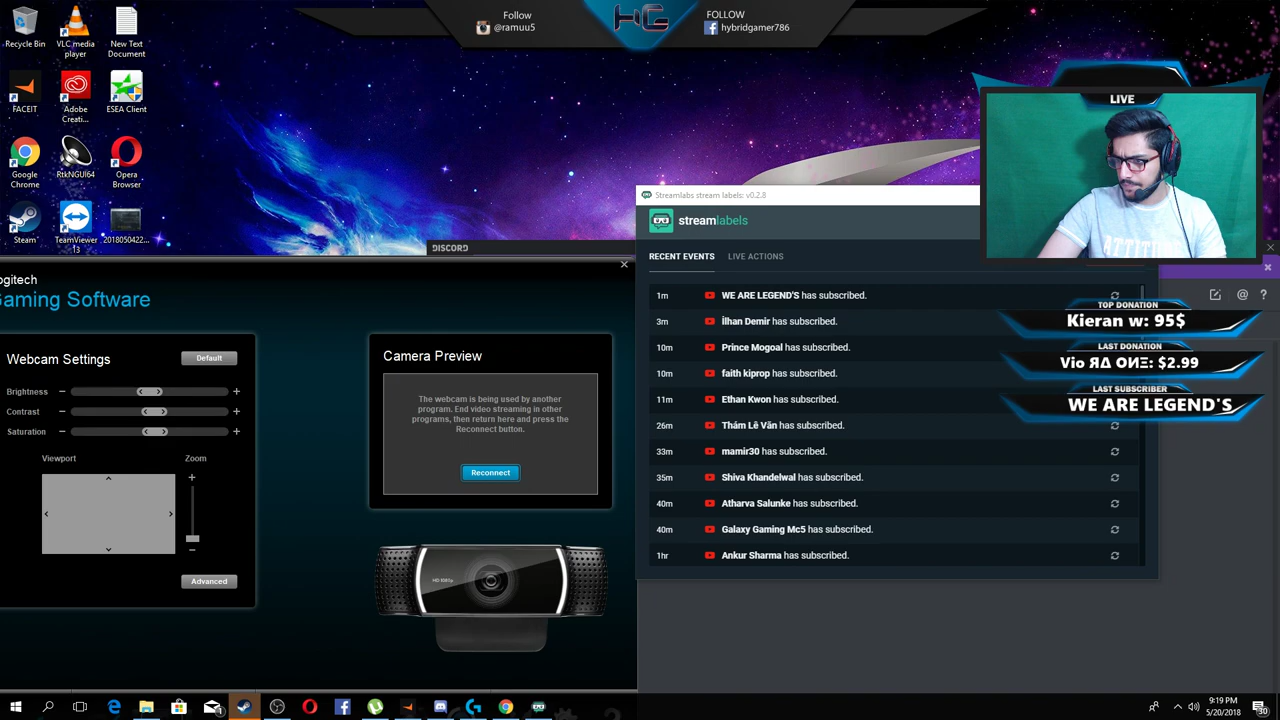 Follow
@ramuu5
HG
FOLLOW
hybridgamer786
Recycle Bin
VLC media
player
New Text
Document
FACEIT
Adobe
Creati...
ESEA Client
Google
Chrome
RtkNGUI64
Opera
Browser
Steam
TeamViewer
13
2018050422...
LIVE
ATTITUDE
Streamlabs stream labels: v0.2.8
streamlabels
RECENT EVENTS
LIVE ACTIONS
1m WE ARE LEGEND'S has subscribed.
3m İlhan Demir has subscribed.
10m Prince Mogoal has subscribed.
10m faith kiprop has subscribed.
11m Ethan Kwon has subscribed.
26m Thám Lê Văn has subscribed.
33m mamir30 has subscribed.
35m Shiva Khandelwal has subscribed.
40m Atharva Salunke has subscribed.
40m Galaxy Gaming Mc5 has subscribed.
1hr Ankur Sharma has subscribed.
TOP DONATION
Kieran w: 95$
LAST DONATION
Vio ЯΔ ОИΞ: $2.99
LAST SUBSCRIBER
WE ARE LEGEND'S
DISCORD
ogitech
Gaming Software
Webcam Settings
Default
Brightness
Contrast
Saturation
Viewport
Zoom
Advanced
Camera Preview
The webcam is being used by another
program. End video streaming in other
programs, then return here and press the
Reconnect button.
Reconnect
HD 1080p
9:19 PM
5/20/2018
30